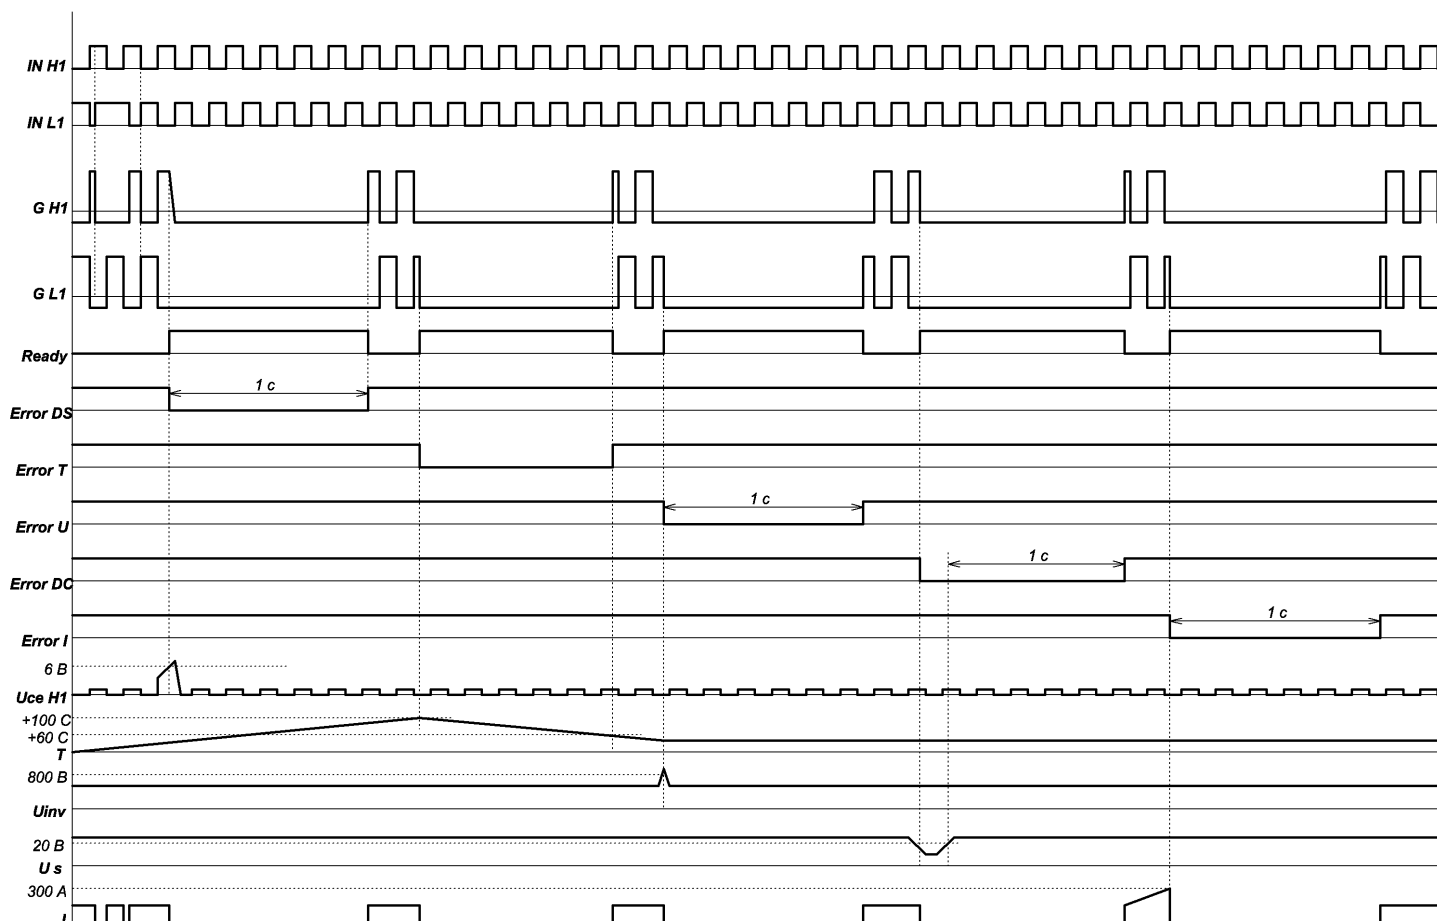 IN H1
IN L1
G H1
G L1
Ready
1 c
Error DS
Error T
1 c
Error U
1 c
Error DC
1 c
Error I
6 В
Uce H1
+100 C
+60 C
T
800 В
Uinv
20 В
U s
300 A
I